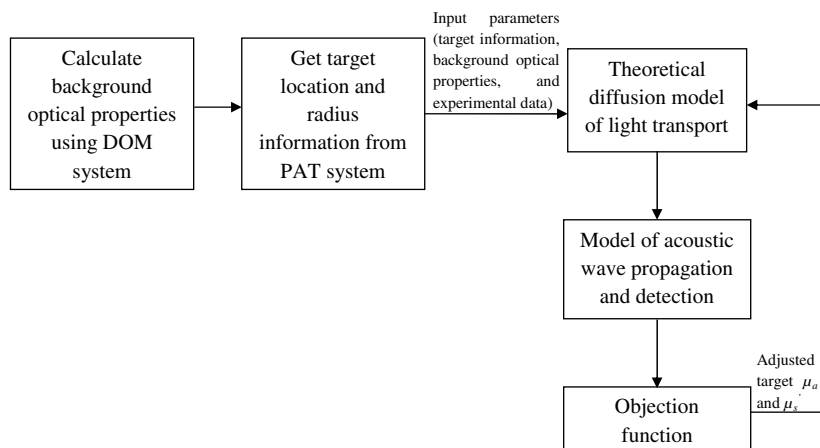 Calculate
background
optical properties
using DOM
system
Get target
location and
radius
information from
PAT system
Input parameters
(target information,
background optical
properties, and
experimental data)
Theoretical
diffusion model
of light transport
Model of acoustic
wave propagation
and detection
Objection
function
Adjusted
target μa
and μs'